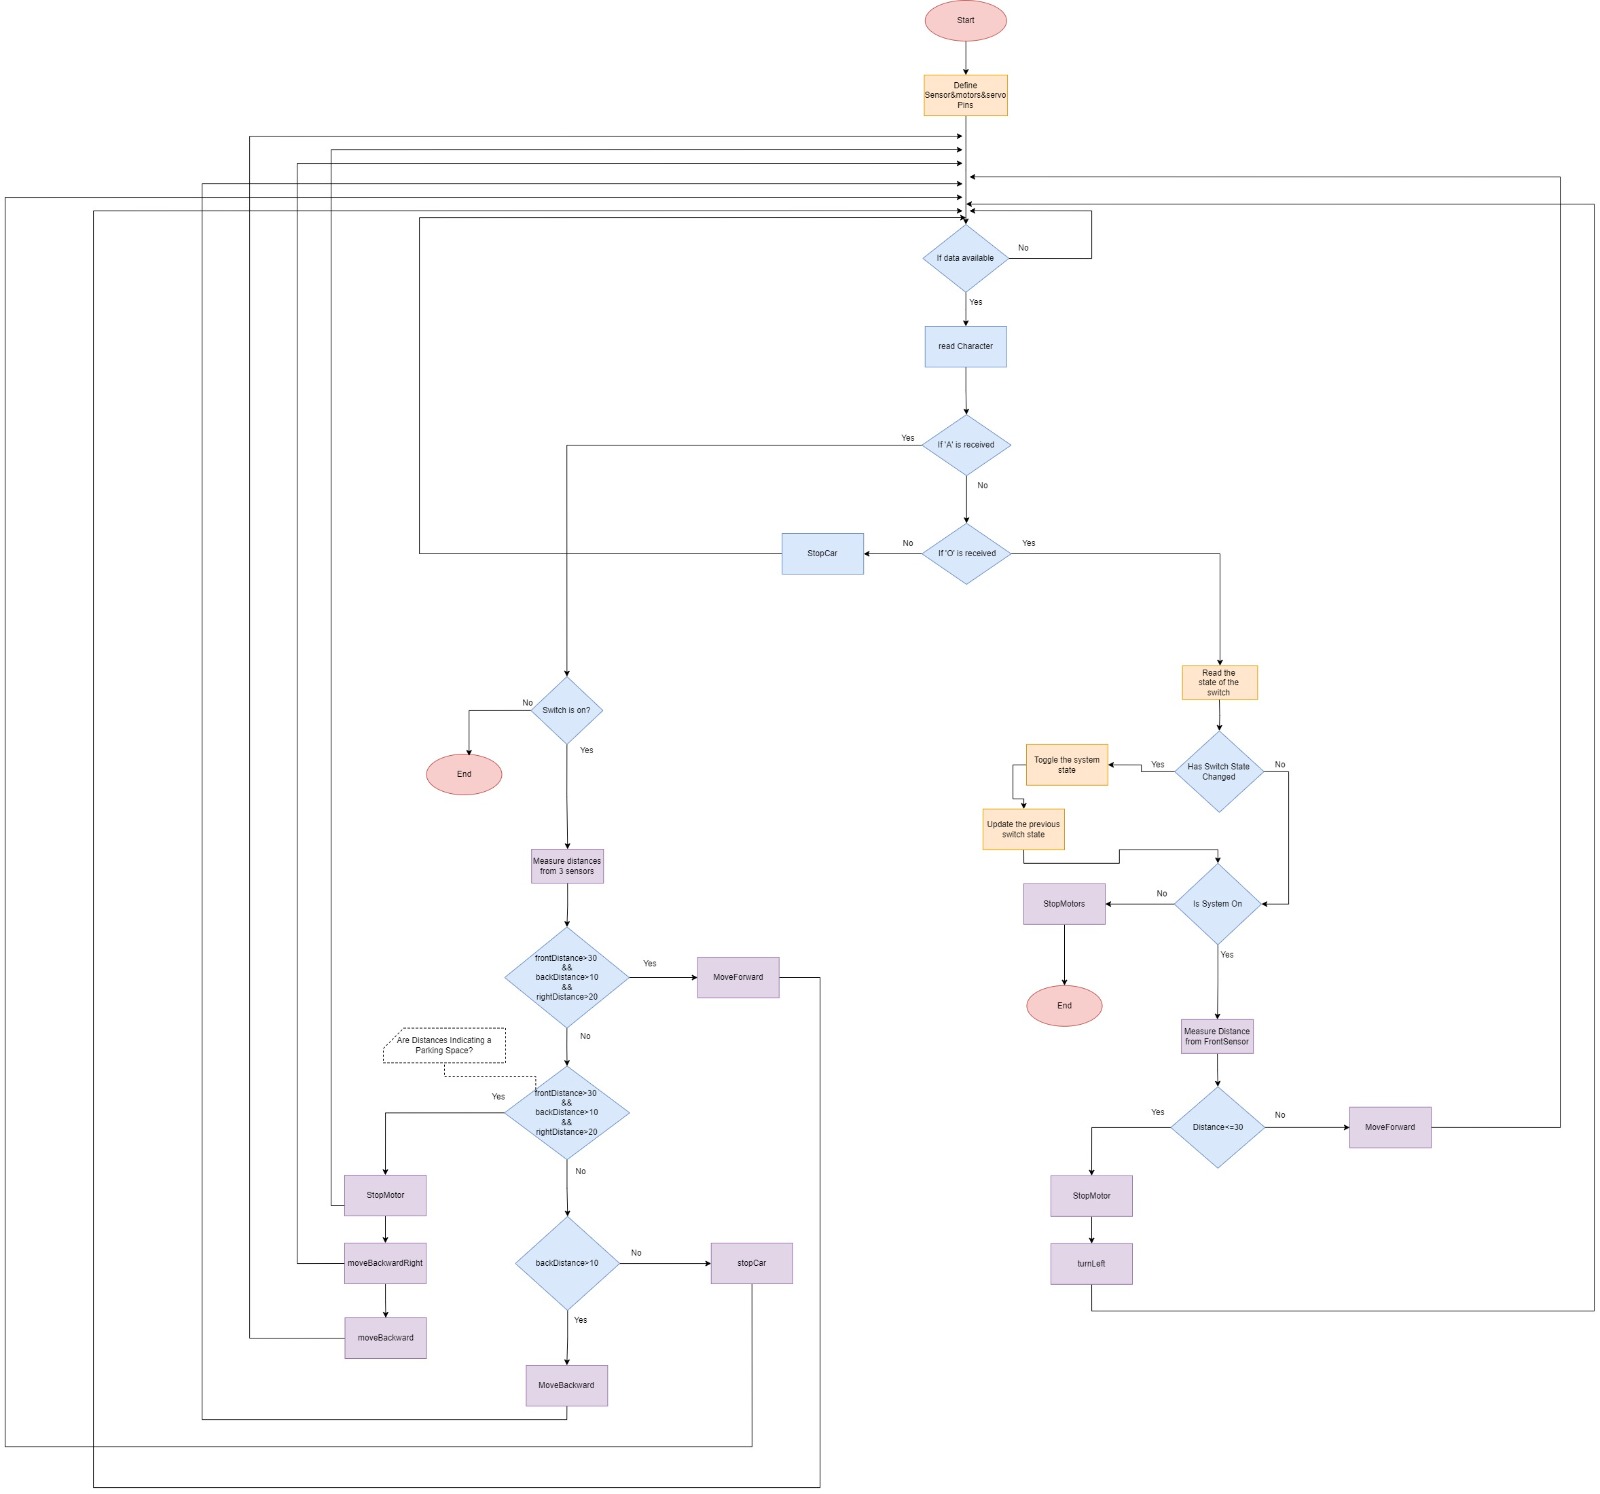 Start
Define
Sensor&motors&servo
Pins
If data available
No
Yes
read Character
If 'A' is received
Yes
No
If 'O' is received
No
Yes
StopCar
Read the
state of the
switch
Switch is on?
No
Yes
End
Has Switch State
Changed
Yes
No
Toggle the system
state
Update the previous
switch state
Is System On
No
Yes
StopMotors
End
Measure distances
from 3 sensors
frontDistance>30
&&
backDistance>10
&&
rightDistance>20
Yes
MoveForward
No
Are Distances Indicating a
Parking Space?
frontDistance>30
&&
backDistance>10
&&
rightDistance>20
Yes
No
StopMotor
moveBackwardRight
moveBackward
backDistance>10
No
stopCar
Yes
MoveBackward
Measure Distance
from FrontSensor
Distance<=30
Yes
No
MoveForward
StopMotor
turnLeft